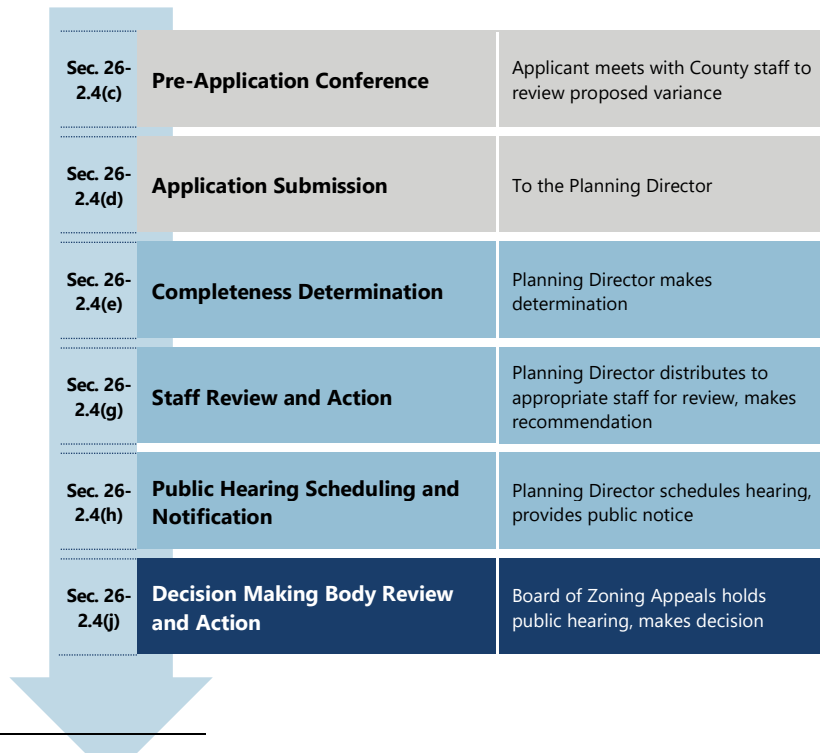 Sec. 26-
2.4(c)
Pre-Application Conference
Applicant meets with County staff to
review proposed variance
Sec. 26-
2.4(d)
Application Submission
To the Planning Director
Sec. 26-
2.4(e)
Completeness Determination
Planning Director makes
determination
Sec. 26-
2.4(g)
Staff Review and Action
Planning Director distributes to
appropriate staff for review, makes
recommendation
Sec. 26-
2.4(h)
Public Hearing Scheduling and
Notification
Planning Director schedules hearing,
provides public notice
Sec. 26-
2.4(j)
Decision Making Body Review
and Action
Board of Zoning Appeals holds
public hearing, makes decision